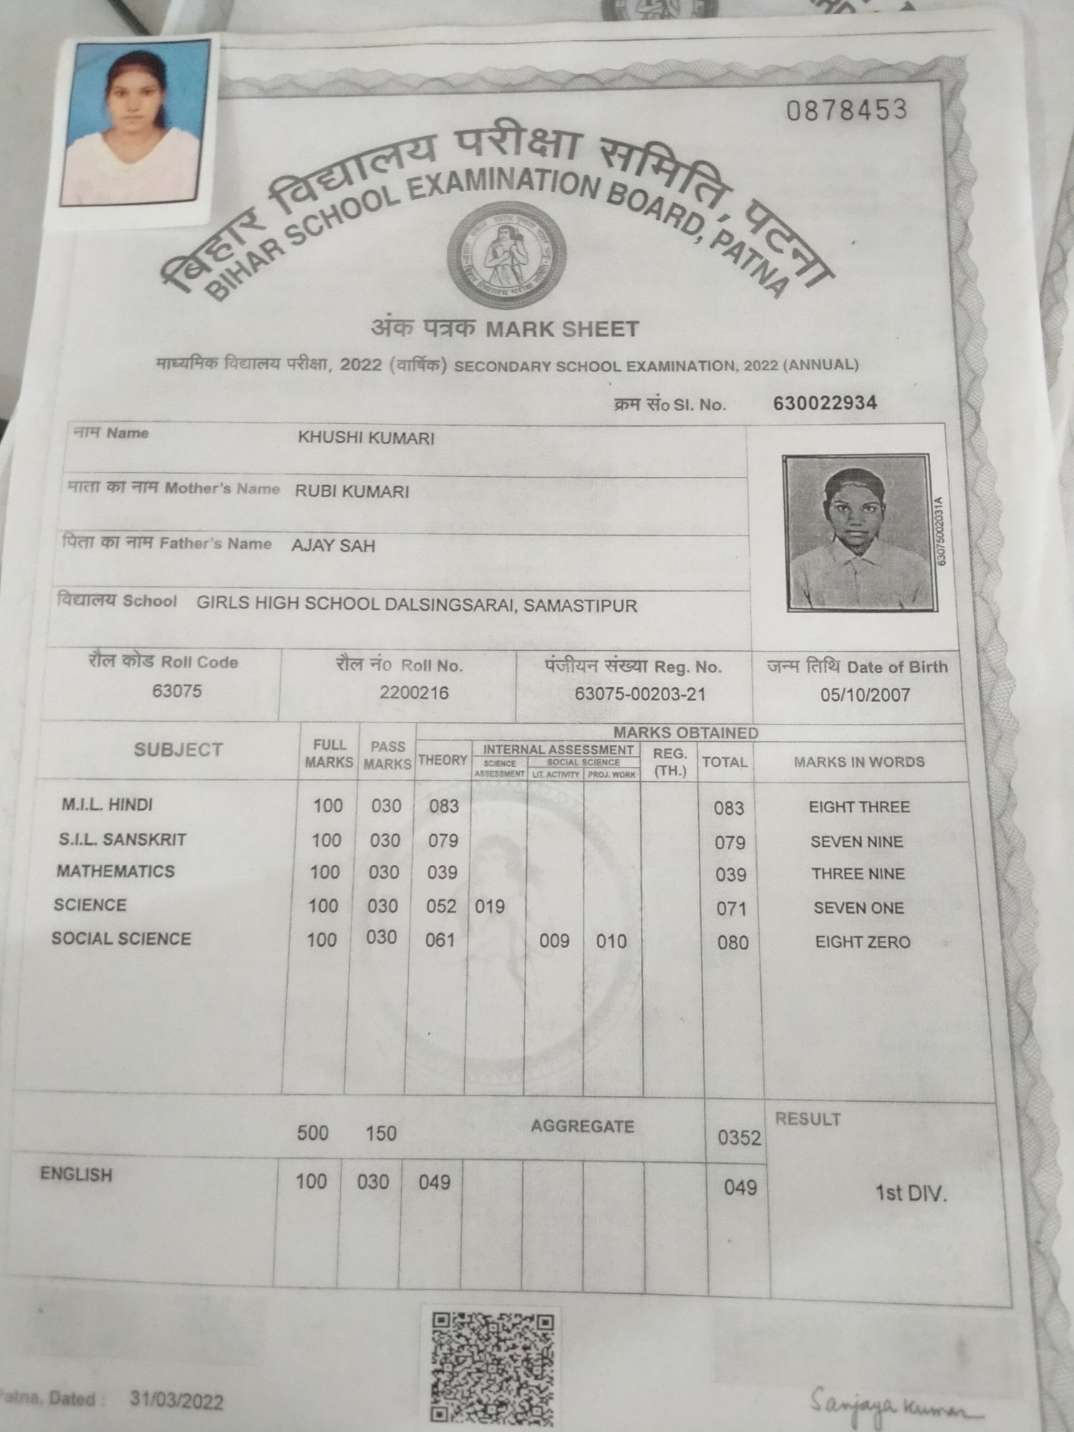 0878453
बिहार विद्यालय परीक्षा समिति, पटना
BIHAR SCHOOL EXAMINATION BOARD, PATNA
अंक पत्रक MARK SHEET
माध्यमिक विद्यालय परीक्षा, 2022 (वार्षिक) SECONDARY SCHOOL EXAMINATION, 2022 (ANNUAL)
क्रम सं० Sl. No. 630022934
नाम Name KHUSHI KUMARI
माता का नाम Mother's Name RUBI KUMARI
पिता का नाम Father's Name AJAY SAH
विद्यालय School GIRLS HIGH SCHOOL DALSINGSARAI, SAMASTIPUR
63075002031A
रौल कोड Roll Code रौल नं० Roll No. पंजीयन संख्या Reg. No. जन्म तिथि Date of Birth
63075 2200216 63075-00203-21 05/10/2007
SUBJECT FULL MARKS PASS MARKS MARKS OBTAINED
THEORY INTERNAL ASSESSMENT REG. (TH.) TOTAL MARKS IN WORDS
SCIENCE ASSESSMENT SOCIAL SCIENCE
LIT. ACTIVITY PROJ. WORK
M.I.L. HINDI 100 030 083 083 EIGHT THREE
S.I.L. SANSKRIT 100 030 079 079 SEVEN NINE
MATHEMATICS 100 030 039 039 THREE NINE
SCIENCE 100 030 052 019 071 SEVEN ONE
SOCIAL SCIENCE 100 030 061 009 010 080 EIGHT ZERO
500 150 AGGREGATE 0352 RESULT
ENGLISH 100 030 049 049 1st DIV.
Patna, Dated : 31/03/2022
Sanjaya Kumar